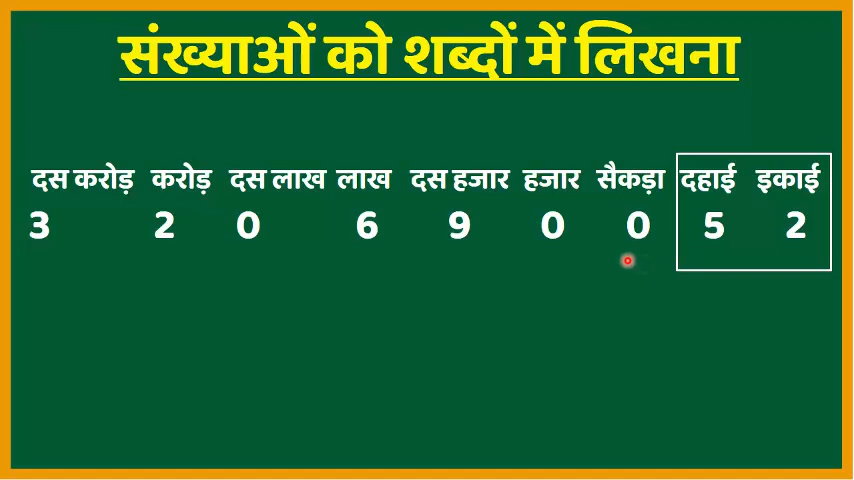 संख्याओं को शब्दों में लिखना
दस करोड़ करोड़ दस लाख लाख दस हजार हजार सैकड़ा दहाई इकाई
3 2 0 6 9 0 0 5 2